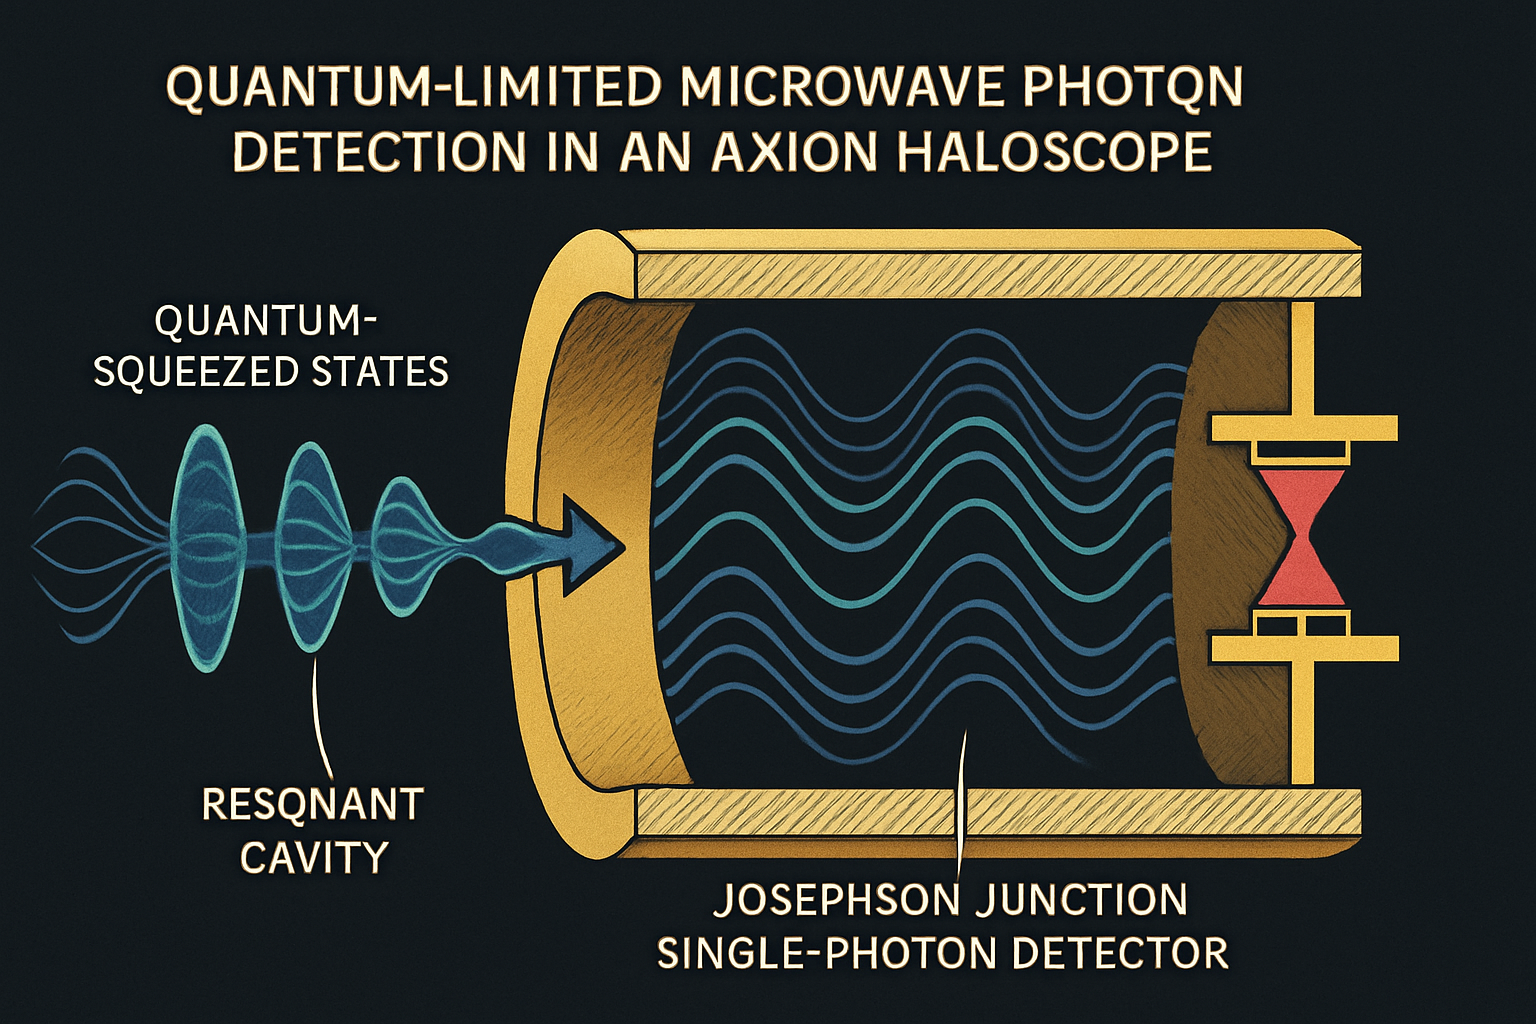 QUANTUM-LIMITED MICROWAVE PHOTQN
DETECTION IN AN AXION HALOSCOPE
QUANTUM-
SQUEEZED STATES
RESQNANT
CAVITY
JOSEPHSON JUNCTION
SINGLE-PHOTON DETECTOR